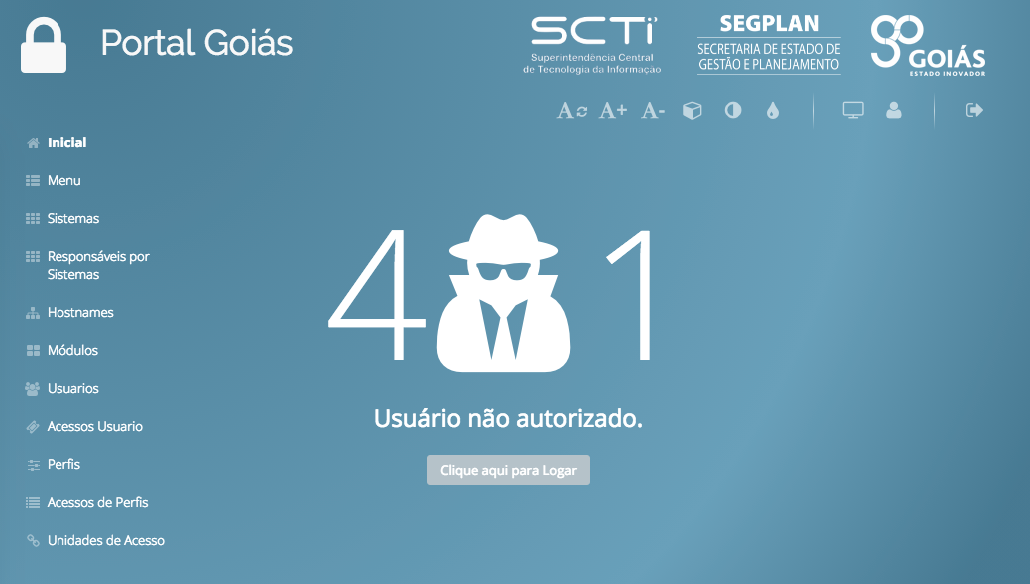 Portal Goiás
SCTi
Superintendência Central
de Tecnologia da Informação
SEGPLAN
SECRETARIA DE ESTADO DE
GESTÃO E PLANEJAMENTO
GOIÁS
ESTADO INOVADOR
A A+ A-
Inicial
Menu
Sistemas
Responsáveis por
Sistemas
Hostnames
Módulos
Usuarios
Acessos Usuario
Perfis
Acessos de Perfis
Unidades de Acesso
4 1
Usuário não autorizado.
Clique aqui para Logar